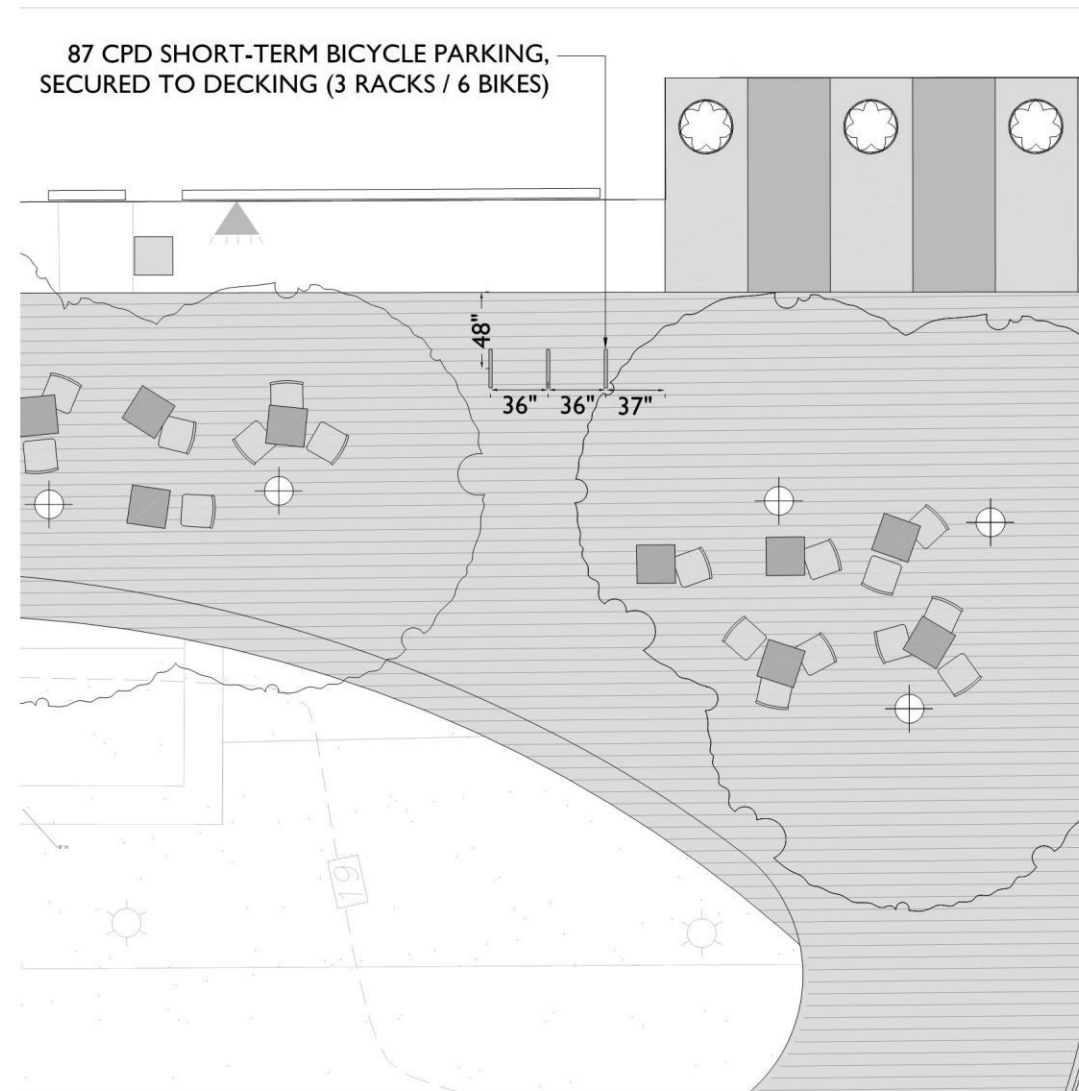 87 CPD SHORT-TERM BICYCLE PARKING,
SECURED TO DECKING (3 RACKS / 6 BIKES)
48"
36" 36" 37"
19